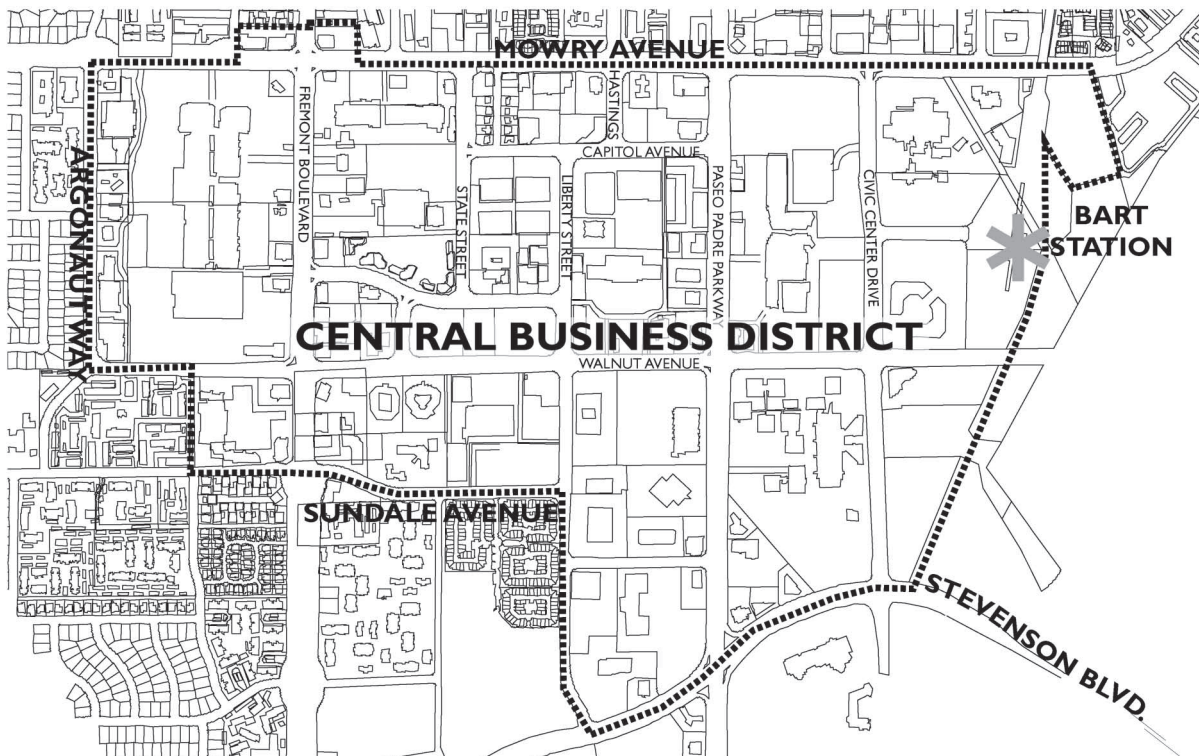 MOWRY AVENUE
HASTINGS
FREMONT BOULEVARD
CAPITOL AVENUE
ARGONAUT WAY
STATE STREET
LIBERTY STREET
PASEO PADRE PARKWAY
CIVIC CENTER DRIVE
BART
STATION
CENTRAL BUSINESS DISTRICT
WALNUT AVENUE
SUNDALE AVENUE
STEVENSON BLVD.